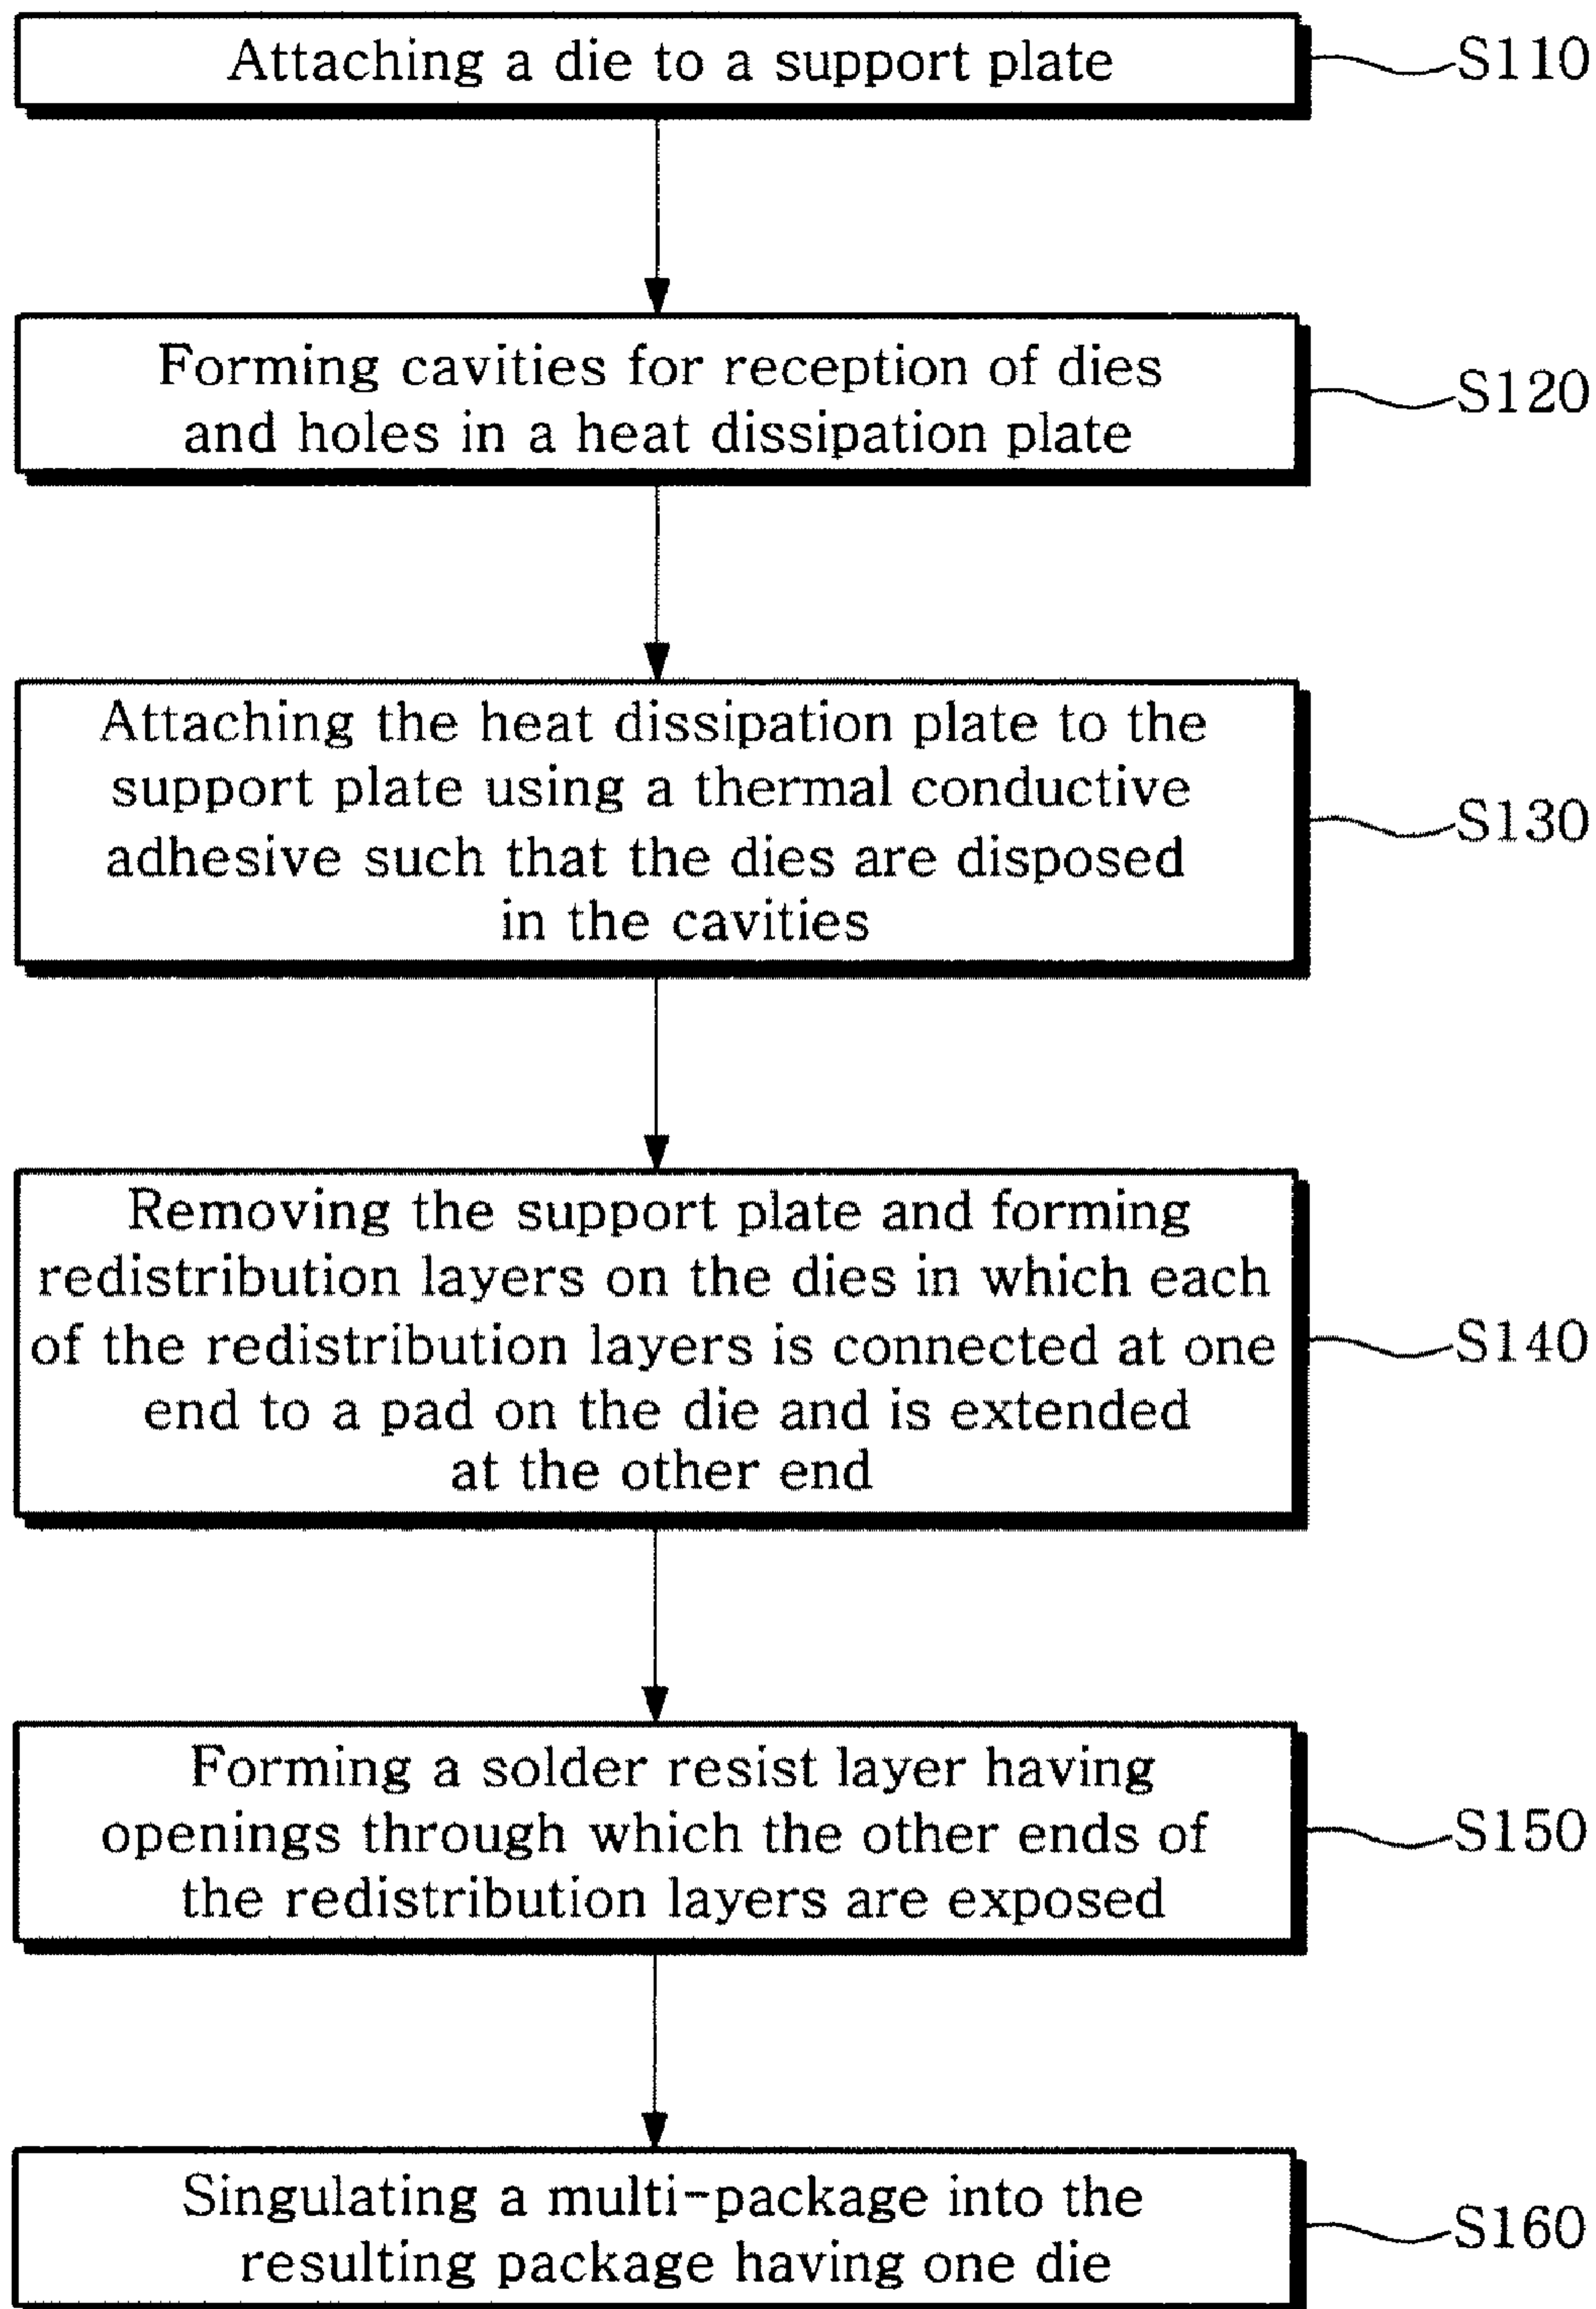 Attaching a die to a support plate
S110
Forming cavities for reception of dies
and holes in a heat dissipation plate
S120
Attaching the heat dissipation plate to the
support plate using a thermal conductive
adhesive such that the dies are disposed
in the cavities
S130
Removing the support plate and forming
redistribution layers on the dies in which each
of the redistribution layers is connected at one
end to a pad on the die and is extended
at the other end
S140
Forming a solder resist layer having
openings through which the other ends of
the redistribution layers are exposed
S150
Singulating a multi-package into the
resulting package having one die
S160